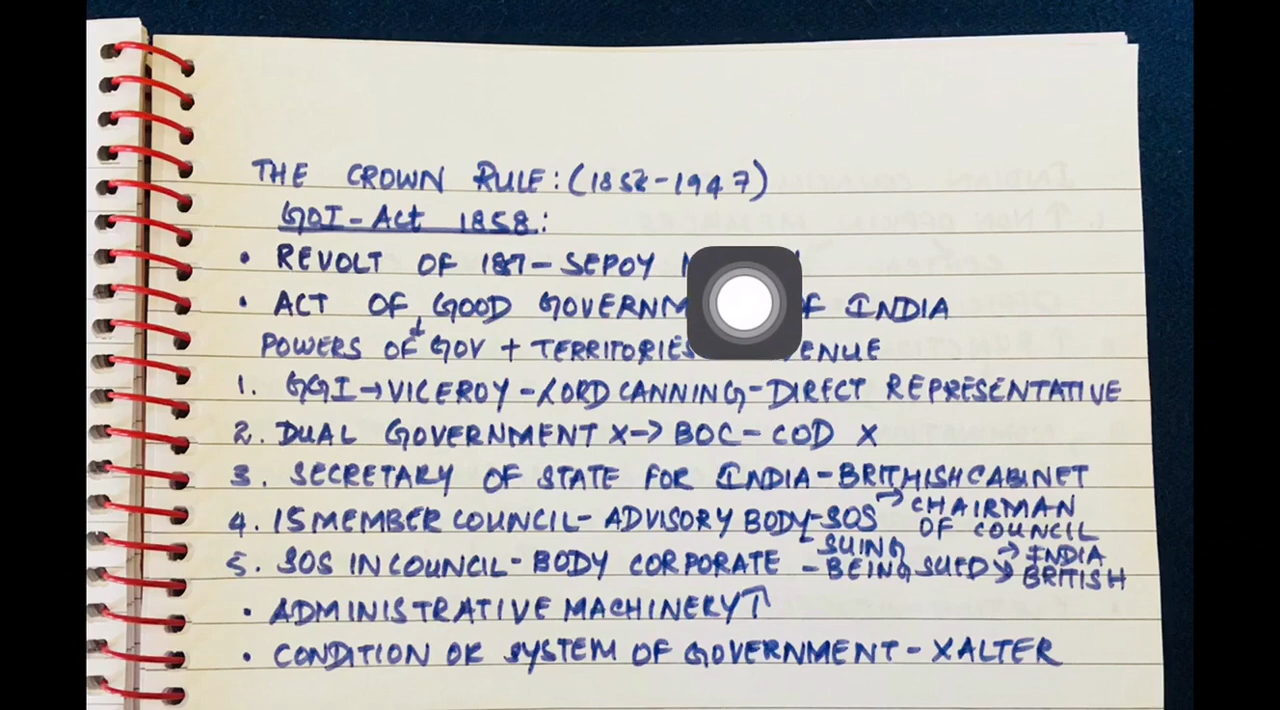 THE CROWN RULE: (1858-1947)
GOI-Act 1858:
• REVOLT OF 187- SEPOY
• ACT OF GOOD GOVERNM OF INDIA
POWERS OF GOV + TERRITORIES ENUE
1. GGI→VICEROY-LORD CANNING-DIRECT REPRESENTATIVE
2. DUAL GOVERNMENT X→ BOC-COD X
3. SECRETARY OF STATE FOR INDIA-BRITHISH CABINET
4. 15 MEMBER COUNCIL- ADVISORY BODY-SOS → CHAIRMAN OF COUNCIL
5. SOS IN COUNCIL- BODY CORPORATE - SUING - BEING SUED → INDIA → BRITISH
• ADMINISTRATIVE MACHINERY↑
• CONDITION OR SYSTEM OF GOVERNMENT - X ALTER